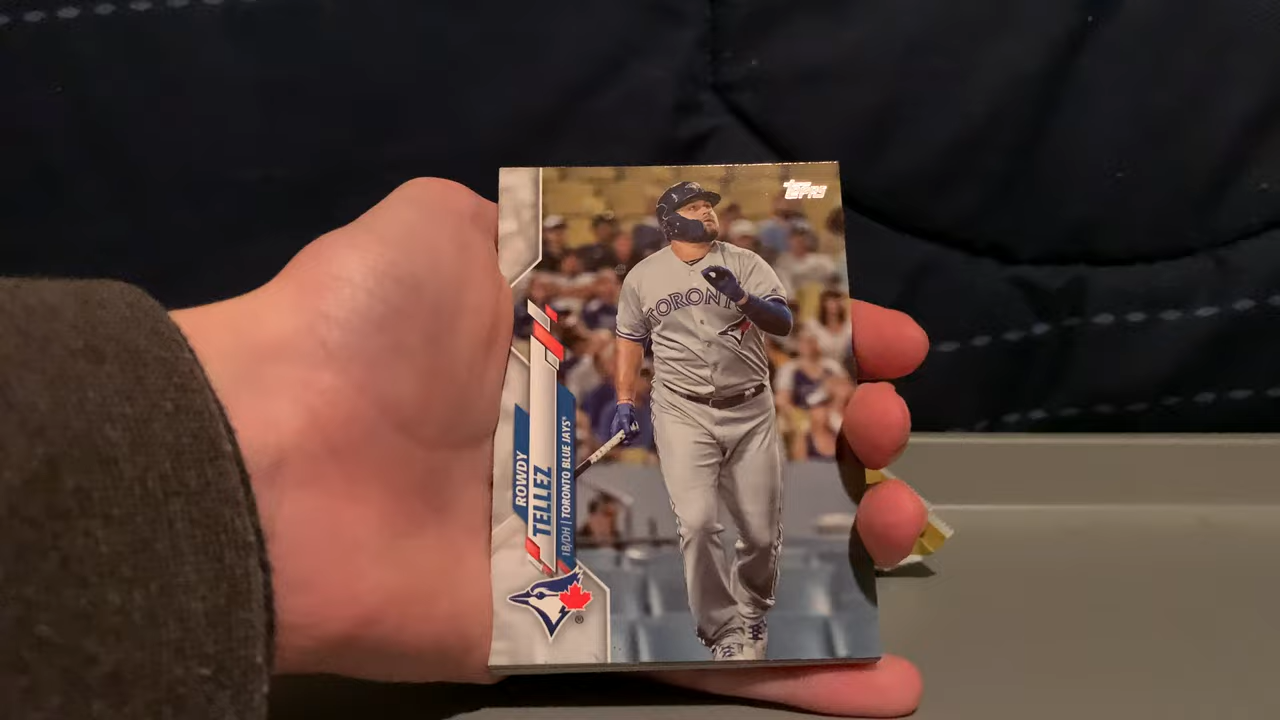 Topps
TORONTO
ROWDY
TELLEZ
1B/DH | TORONTO BLUE JAYS®
®